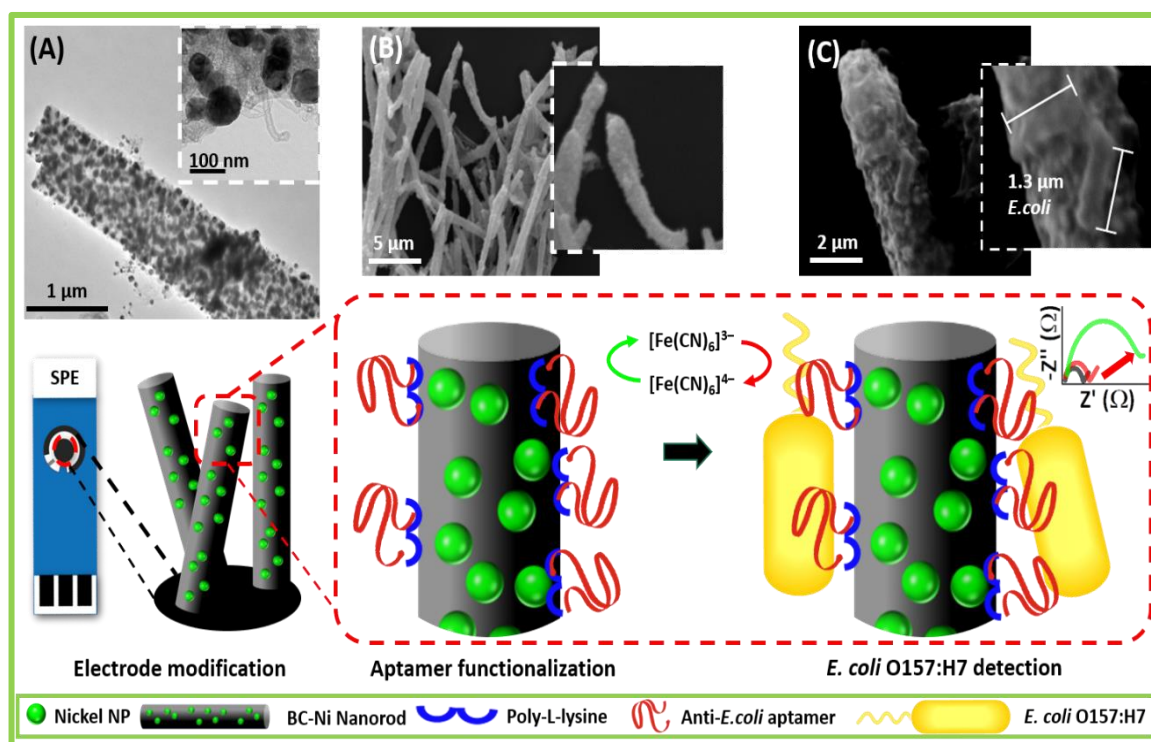 (A)
100 nm
1 µm
(B)
5 µm
(C)
1.3 µm
E.coli
2 µm
SPE
[Fe(CN)₆]³⁻
[Fe(CN)₆]⁴⁻
-Z'' (Ω)
Z' (Ω)
Electrode modification
Aptamer functionalization
E. coli O157:H7 detection
Nickel NP
BC-Ni Nanorod
Poly-L-lysine
Anti-E.coli aptamer
E. coli O157:H7